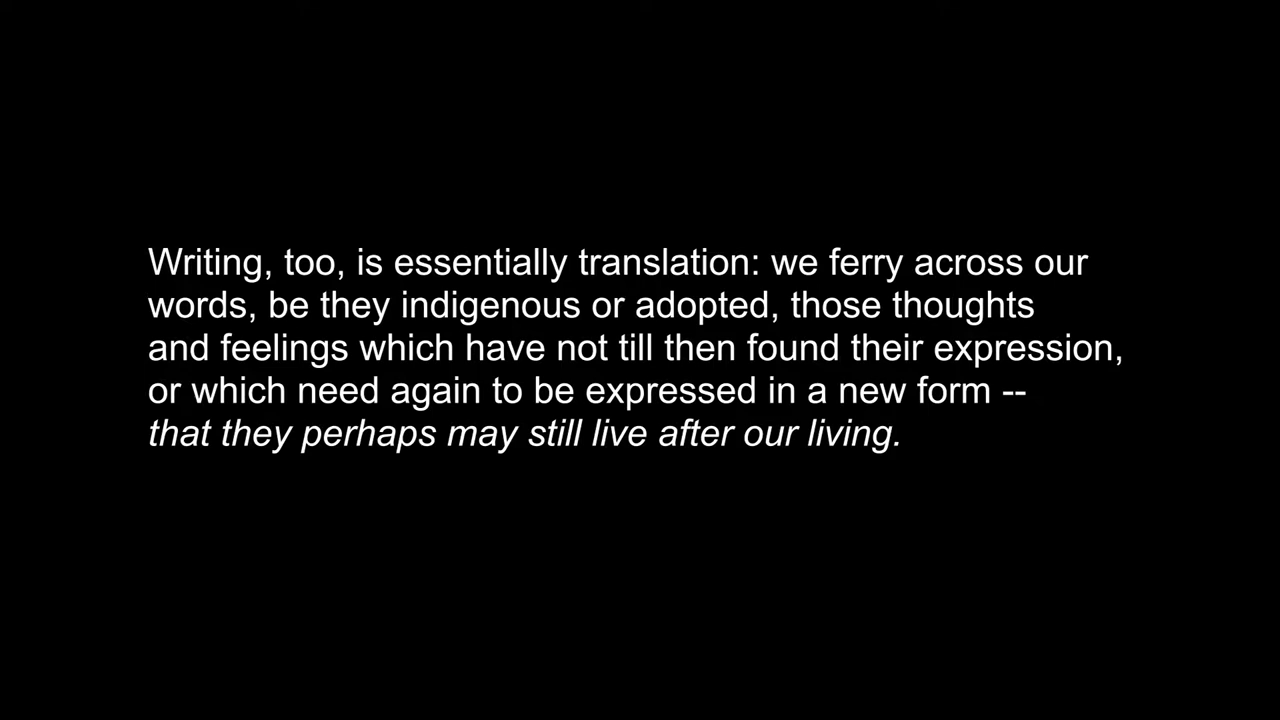 Writing, too, is essentially translation: we ferry across our
words, be they indigenous or adopted, those thoughts
and feelings which have not till then found their expression,
or which need again to be expressed in a new form --
that they perhaps may still live after our living.